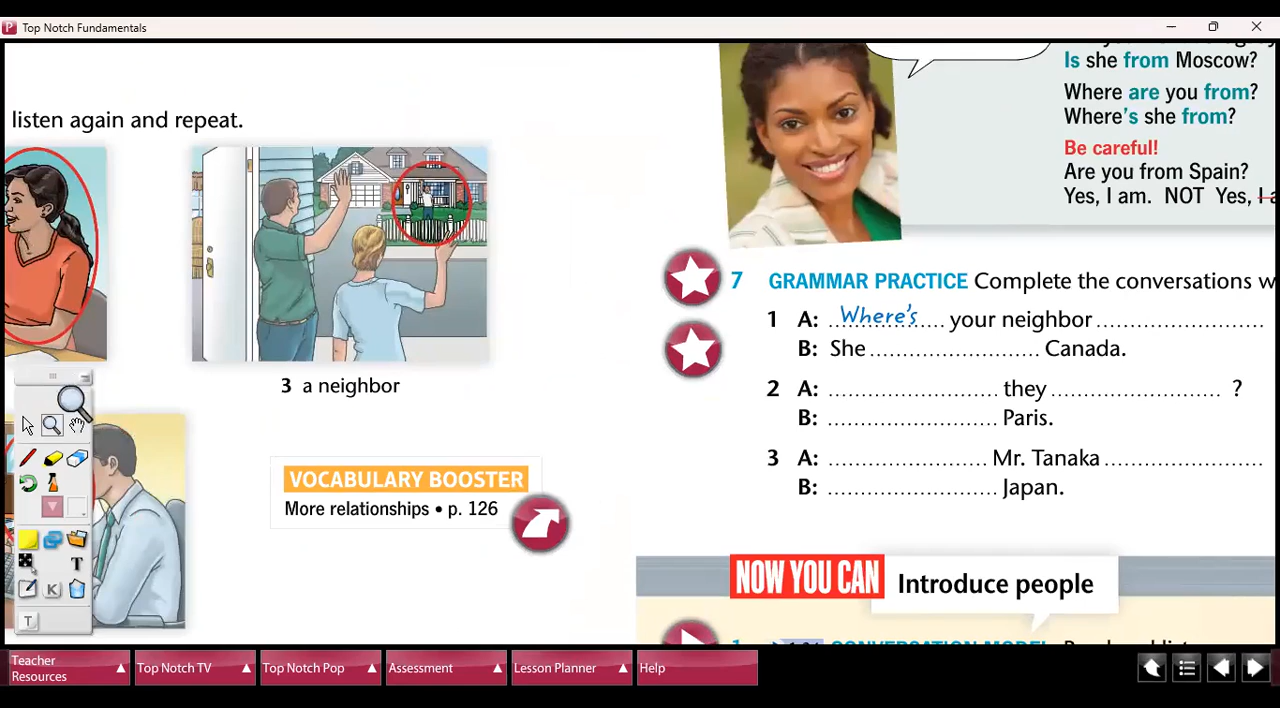 Top Notch Fundamentals
listen again and repeat.
3 a neighbor
VOCABULARY BOOSTER
More relationships • p. 126
Is she from Moscow?
Where are you from?
Where's she from?
Be careful!
Are you from Spain?
Yes, I am. NOT Yes,
7 GRAMMAR PRACTICE Complete the conversations
1 A: Where's your neighbor
B: She Canada.
2 A: they ?
B: Paris.
3 A: Mr. Tanaka
B: Japan.
NOW YOU CAN Introduce people
Teacher Resources
Top Notch TV
Top Notch Pop
Assessment
Lesson Planner
Help